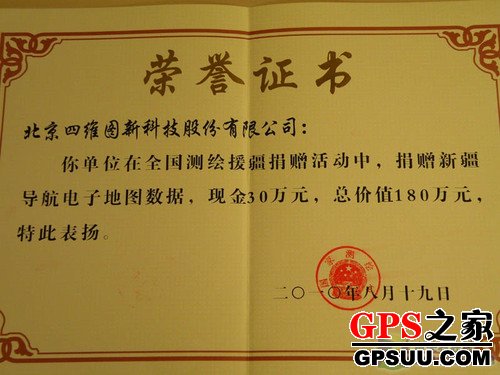 荣誉证书
北京四维图新科技股份有限公司：
你单位在全国测绘援疆捐赠活动中，捐赠新疆
导航电子地图数据，现金30万元，总价值180万元，
特此表扬。
国家测绘
二〇一〇年八月十九日
GPS之家
GPSUU.COM